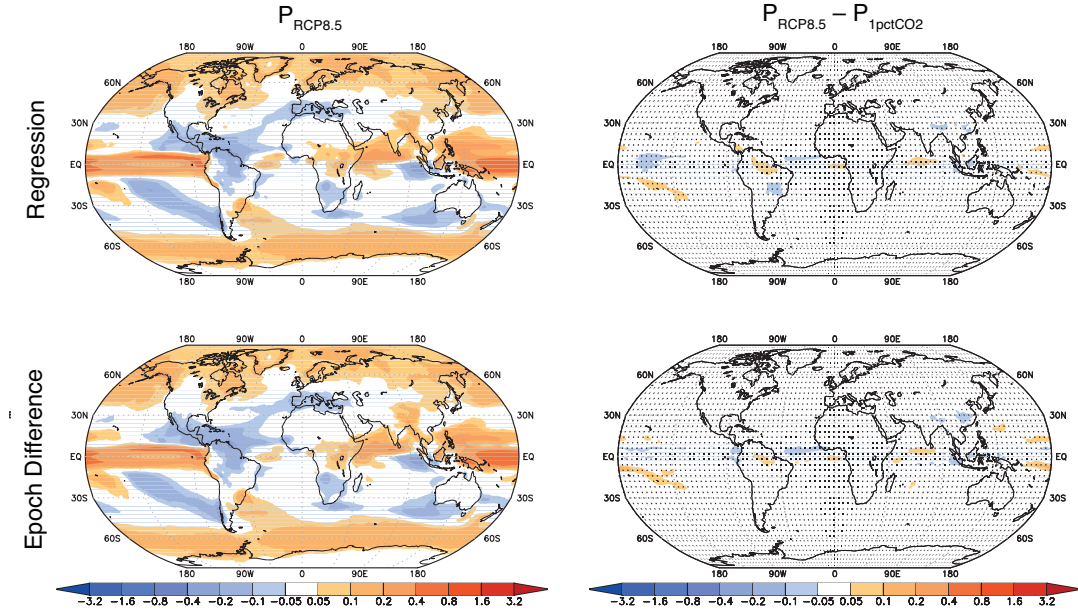 P_RCP8.5
P_RCP8.5 – P_1pctCO2
Regression
180 90W 0 90E 180
60N 60N
30N 30N
EQ EQ
30S 30S
60S 60S
180 90W 0 90E 180
180 90W 0 90E 180
60N 60N
30N 30N
EQ EQ
30S 30S
60S 60S
180 90W 0 90E 180
Epoch Difference
180 90W 0 90E 180
60N 60N
30N 30N
EQ EQ
30S 30S
60S 60S
180 90W 0 90E 180
-3.2 -1.6 -0.8 -0.4 -0.2 -0.1 -0.05 0.05 0.1 0.2 0.4 0.8 1.6 3.2
180 90W 0 90E 180
60N 60N
30N 30N
EQ EQ
30S 30S
60S 60S
180 90W 0 90E 180
-3.2 -1.6 -0.8 -0.4 -0.2 -0.1 -0.05 0.05 0.1 0.2 0.4 0.8 1.6 3.2